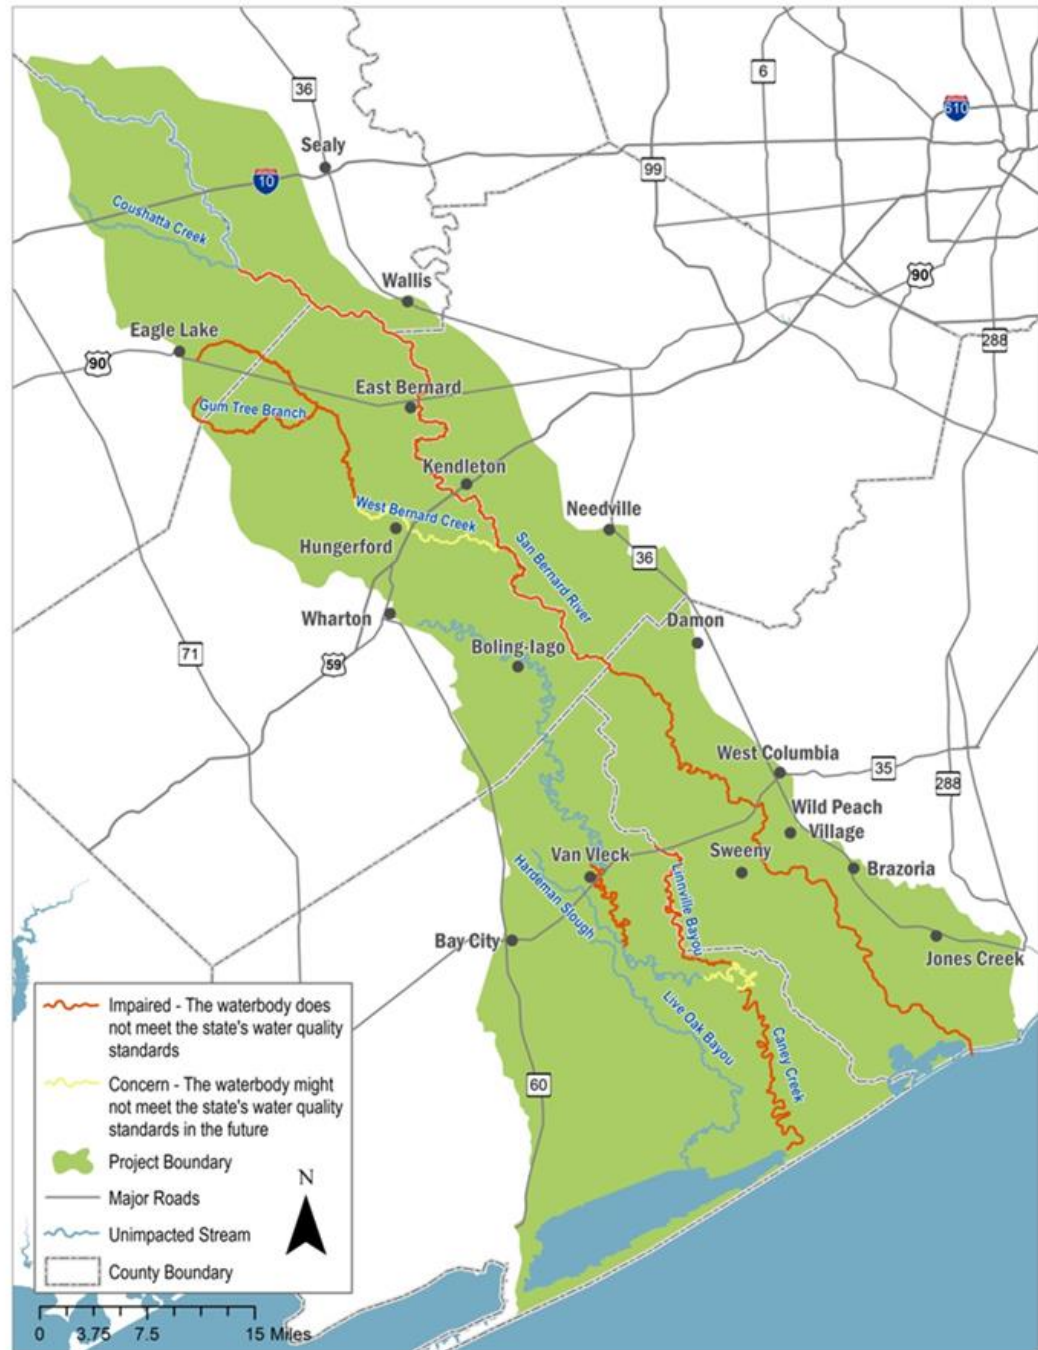 36
6
610
Sealy
10
99
Coushatta Creek
90
Wallis
Eagle Lake
288
90
East Bernard
Gum Tree Branch
Kendleton
West Bernard Creek
Needville
Hungerford
San Bernard River
36
Wharton
Damon
Boling-Iago
71
59
West Columbia
35
288
Wild Peach
Village
Van Vleck
Sweeny
Brazoria
Hardeman Slough
Linnville Bayou
Bay City
Jones Creek
Live Oak Bayou
Caney Creek
60
Impaired - The waterbody does
not meet the state's water quality
standards
Concern - The waterbody might
not meet the state's water quality
standards in the future
Project Boundary
Major Roads
Unimpacted Stream
County Boundary
N
0 3.75 7.5 15 Miles